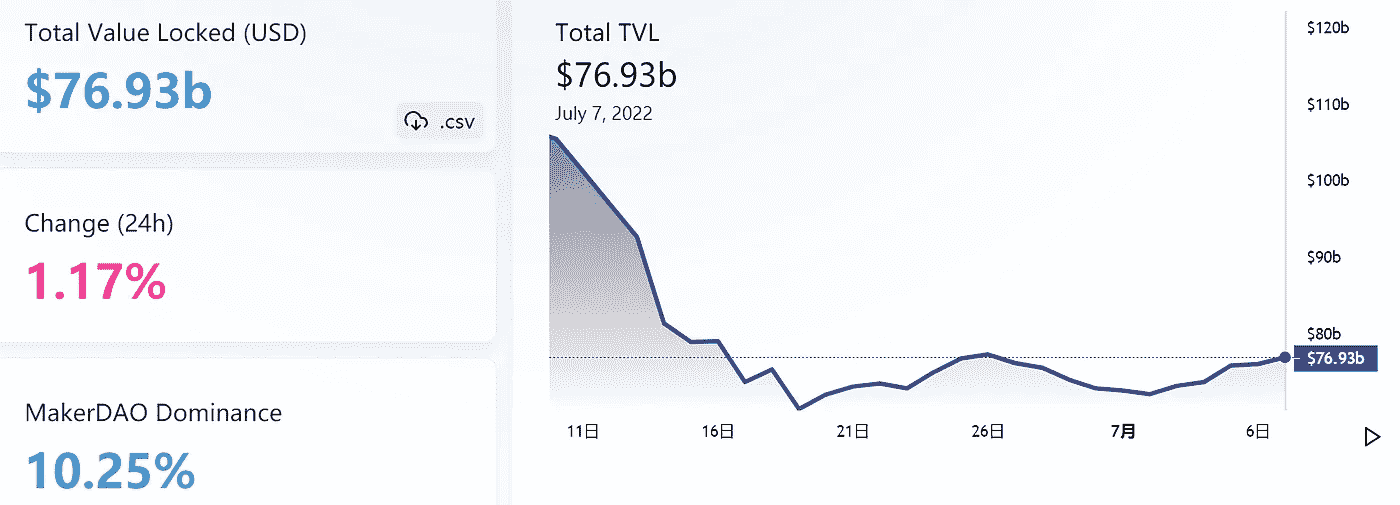 Total Value Locked (USD)
$76.93b
.csv
Change (24h)
1.17%
MakerDAO Dominance
10.25%
Total TVL
$76.93b
July 7, 2022
$120b
$110b
$100b
$90b
$80b
$76.93b
11日 16日 21日 26日 7月 6日